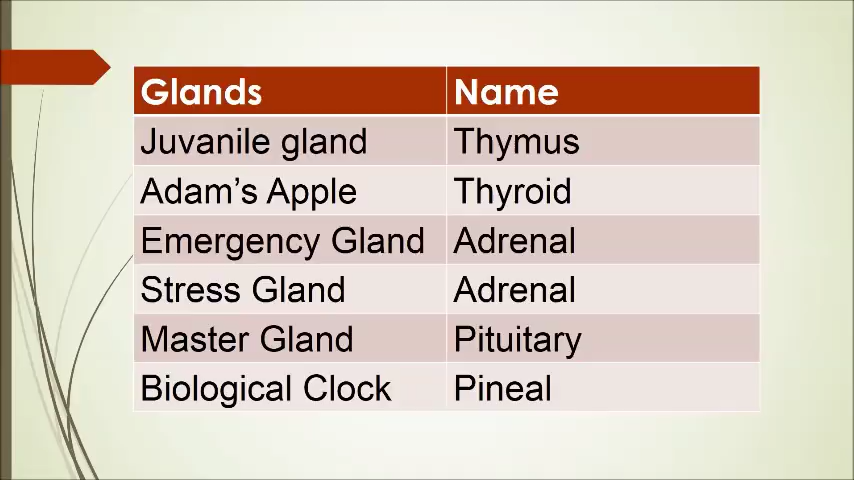 Glands Name
Juvanile gland Thymus
Adam’s Apple Thyroid
Emergency Gland Adrenal
Stress Gland Adrenal
Master Gland Pituitary
Biological Clock Pineal